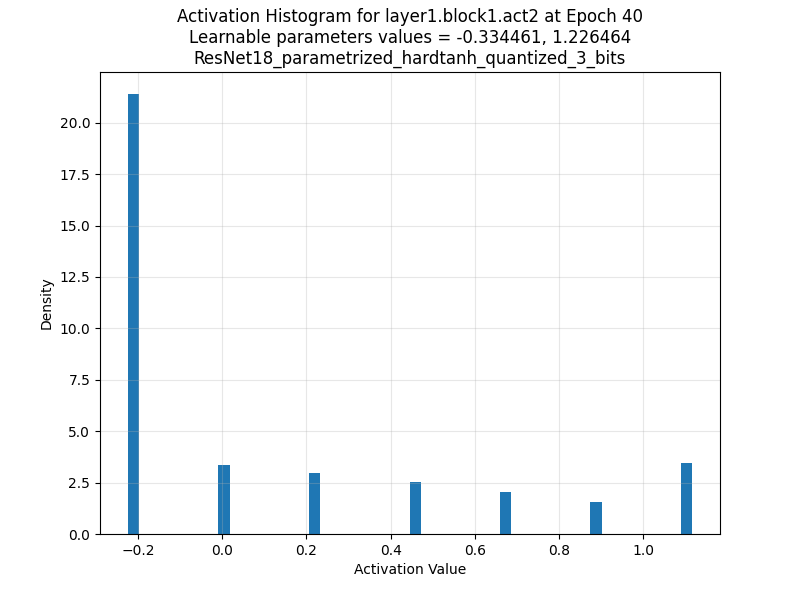 Activation Histogram for layer1.block1.act2 at Epoch 40
Learnable parameters values = -0.334461, 1.226464
ResNet18_parametrized_hardtanh_quantized_3_bits
Density
20.0
17.5
15.0
12.5
10.0
7.5
5.0
2.5
0.0
−0.2 0.0 0.2 0.4 0.6 0.8 1.0
Activation Value